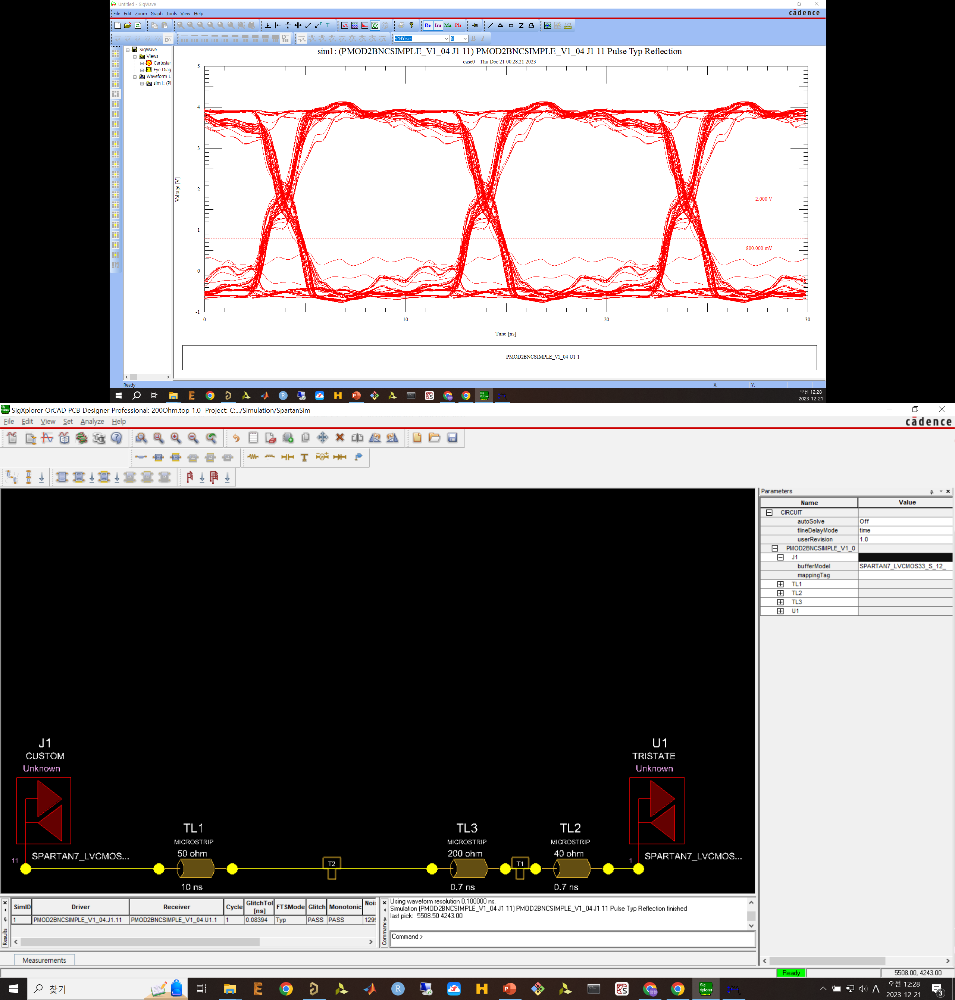 Untitled - SigWave
File Edit Zoom Graph Tools View Help
cādence
Re Im Ma Ph
SigWave
Views
Cartesiar
Eye Diag
Waveform L
sim1: (PI
sim1: (PMOD2BNCSIMPLE_V1_04 J1 11) PMOD2BNCSIMPLE_V1_04 J1 11 Pulse Typ Reflection
case0 - Thu Dec 21 00:28:21 2023
5
4
3
2
1
0
-1
Voltage [V]
2.000 V
800.000 mV
0 10 20 30
Time [ns]
PMOD2BNCSIMPLE_V1_04 U1 1
Ready
X: Y:
오전 12:28
2023-12-21
SigXplorer OrCAD PCB Designer Professional: 200Ohm.top 1.0 Project: C:.../Simulation/SpartanSim
File Edit View Set Analyze Help
cādence
Parameters
Name Value
CIRCUIT
autoSolve Off
tlineDelayMode time
userRevision 1.0
PMOD2BNCSIMPLE_V1_0
J1
bufferModel SPARTAN7_LVCMOS33_S_12_
mappingTag
TL1
TL2
TL3
U1
J1
CUSTOM
Unknown
11
SPARTAN7_LVCMOS...
TL1
MICROSTRIP
50 ohm
10 ns
T2
TL3
MICROSTRIP
200 ohm
0.7 ns
T1
TL2
MICROSTRIP
40 ohm
0.7 ns
U1
TRISTATE
Unknown
1
SPARTAN7_LVCMOS...
SimID Driver Receiver Cycle GlitchTol [ns] FTSMode Glitch Monotonic Noi
1 PMOD2BNCSIMPLE_V1_04.J1.11 PMOD2BNCSIMPLE_V1_04.U1.1 1 0.08394 Typ PASS PASS 129
Results
Using waveform resolution 0.100000 ns.
Simulation (PMOD2BNCSIMPLE_V1_04 J1 11) PMOD2BNCSIMPLE_V1_04 J1 11 Pulse Typ Reflection finished
last pick: 5508.50 4243.00
Command >
Measurements
Ready
5508.00, 4243.00
찾기
A
오전 12:28
2023-12-21
3